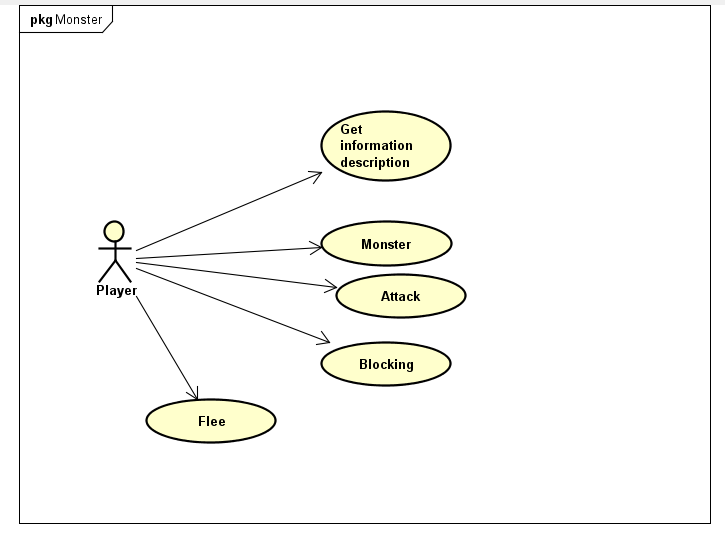 pkg Monster
Get
information
description
Monster
Attack
Player
Blocking
Flee